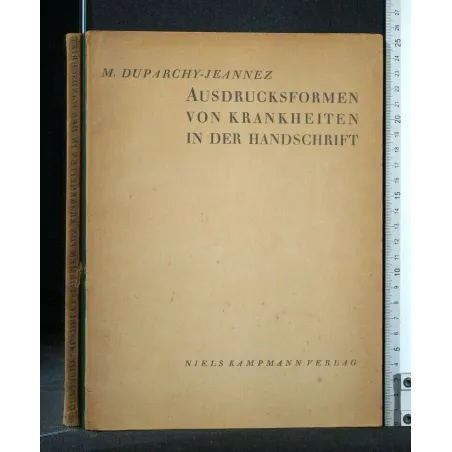 M. DUPARCHY-JEANNEZ
AUSDRUCKSFORMEN
VON KRANKHEITEN
IN DER HANDSCHRIFT
NIELS KAMPMANN VERLAG